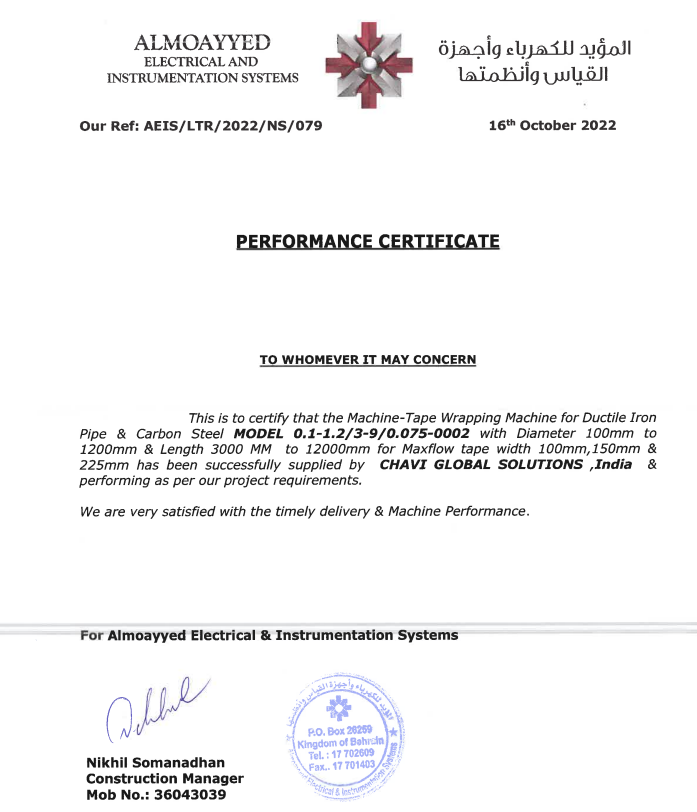 ALMOAYYED
ELECTRICAL AND
INSTRUMENTATION SYSTEMS
المؤيد للكهرباء وأجهزة
القياس وأنظمتها
Our Ref: AEIS/LTR/2022/NS/079
16th October 2022
PERFORMANCE CERTIFICATE
TO WHOMEVER IT MAY CONCERN
This is to certify that the Machine-Tape Wrapping Machine for Ductile Iron
Pipe & Carbon Steel MODEL 0.1-1.2/3-9/0.075-0002 with Diameter 100mm to
1200mm & Length 3000 MM to 12000mm for Maxflow tape width 100mm,150mm &
225mm has been successfully supplied by CHAVI GLOBAL SOLUTIONS ,India &
performing as per our project requirements.
We are very satisfied with the timely delivery & Machine Performance.
For Almoayyed Electrical & Instrumentation Systems
المؤيد للكهرباء وأجهزة القياس وأنظمتها
P.O. Box 26259
Kingdom of Bahrain
Tel. : 17 702609
Fax.. 17 701403
Electrical & Instrumentation Systems
Nikhil Somanadhan
Construction Manager
Mob No.: 36043039